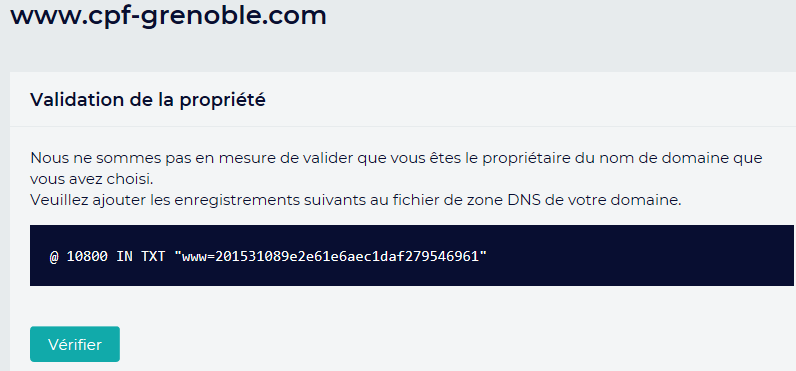 www.cpf-grenoble.com
Validation de la propriété
Nous ne sommes pas en mesure de valider que vous êtes le propriétaire du nom de domaine que
vous avez choisi.
Veuillez ajouter les enregistrements suivants au fichier de zone DNS de votre domaine.
@ 10800 IN TXT "www=201531089e2e61e6aec1daf279546961"
Vérifier